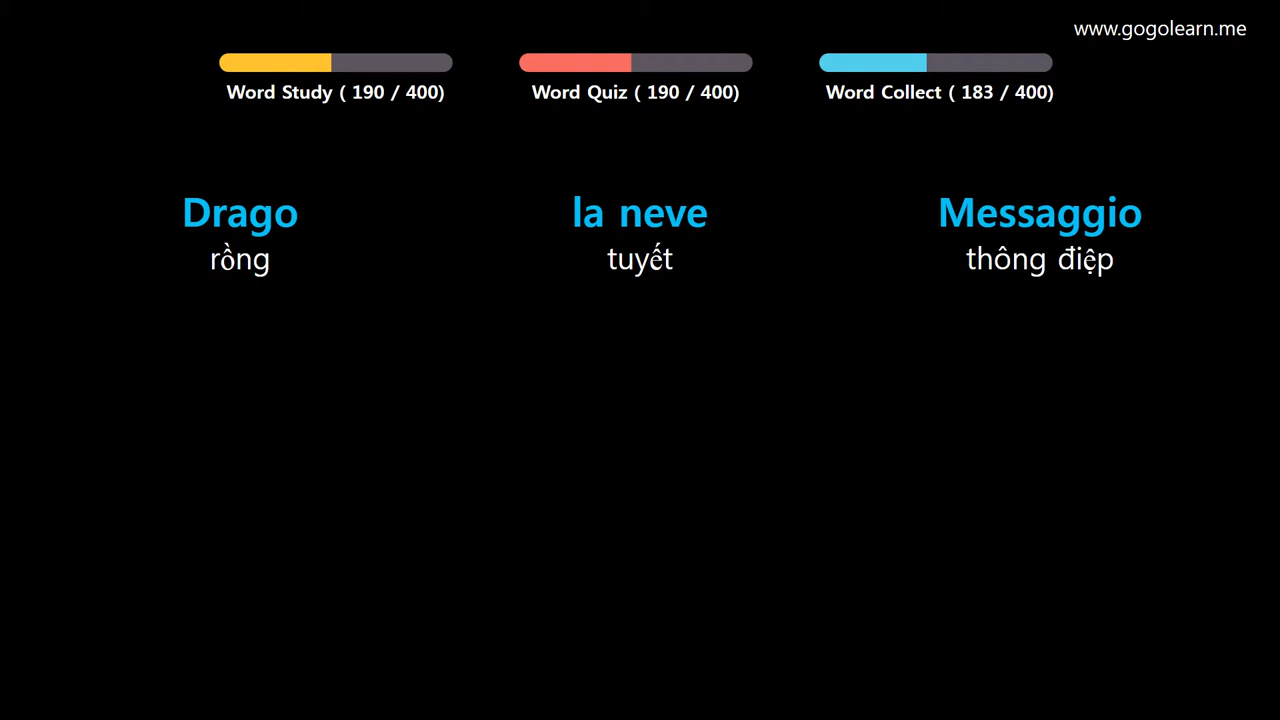 www.gogolearn.me
Word Study ( 190 / 400)
Word Quiz ( 190 / 400)
Word Collect ( 183 / 400)
Drago
rồng
la neve
tuyết
Messaggio
thông điệp